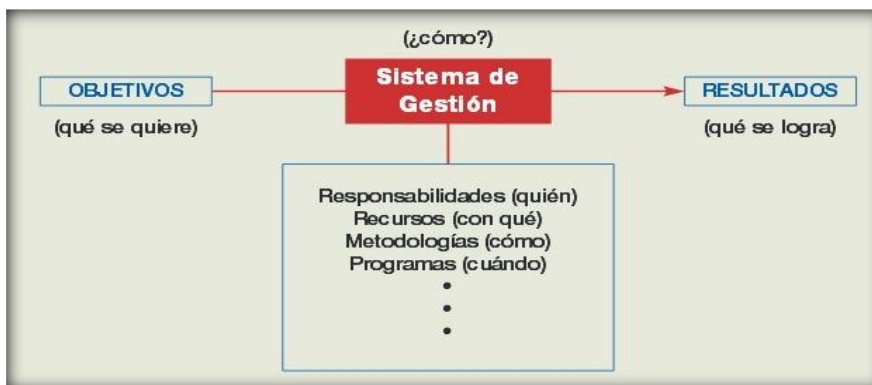 (¿cómo?)
Sistema de
Gestión
OBJETIVOS
(qué se quiere)
RESULTADOS
(qué se logra)
Responsabilidades (quién)
Recursos (con qué)
Metodologías (cómo)
Programas (cuándo)
•
•
•